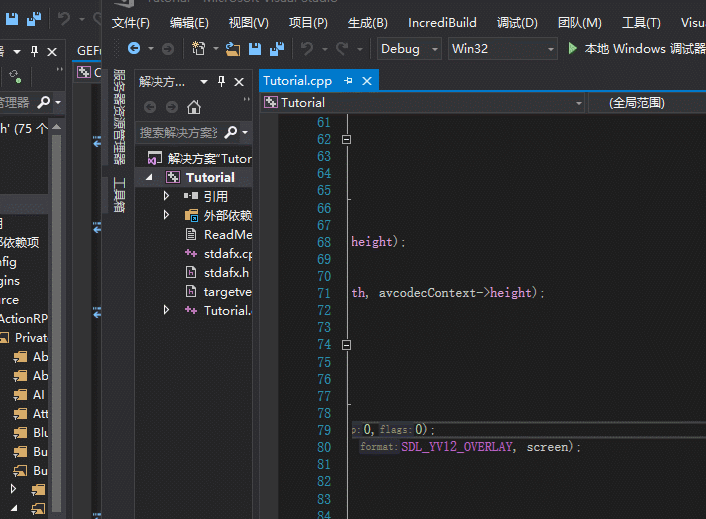 Tutorial - Microsoft Visual Studio
文件(F) 编辑(E) 视图(V) 项目(P) 生成(B) IncrediBuild 调试(D) 团队(M) 工具(T) Visu
Debug Win32 本地 Windows 调试器
GEF
服务器资源管理器
工具箱
管理器
h' (75 个
部依赖项
nfig
gins
urce
ActionRP
Private
Ab
Ab
AI
Att
Blu
Bu
Bu
解决方...
搜索解决方案资
解决方案"Tutor
Tutorial
引用
外部依赖
ReadMe
stdafx.cp
stdafx.h
targetve
Tutorial.
Tutorial.cpp
Tutorial (全局范围)
61
62
63
64
65
66
67
68 height);
69
70
71 th, avcodecContext->height);
72
73
74
75
76
77
78
79 p:0,flags:0);
80 format:SDL_YV12_OVERLAY, screen);
81
82
83
84